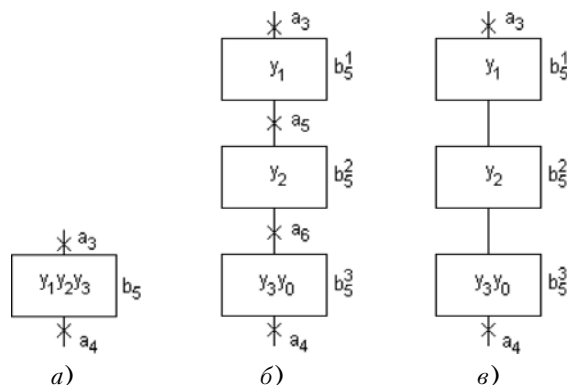 a₃ a₃
y₁ b₅¹ y₁ b₅¹
a₅
y₂ b₅² y₂ b₅²
a₃ a₆
y₁y₂y₃ b₅ y₃y₀ b₅³ y₃y₀ b₅³
a₄ a₄ a₄
а) б) в)